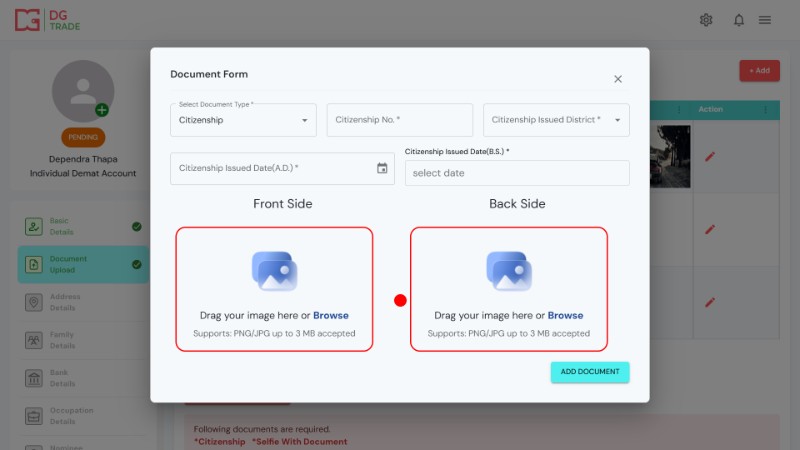 DG
TRADE
Document Form
+ Add
Select Document Type *
Citizenship
Citizenship No. *
Citizenship Issued District *
Action
PENDING
Dependra Thapa
Individual Demat Account
Citizenship Issued Date(A.D.) *
Citizenship Issued Date(B.S.) *
select date
Front Side
Back Side
Basic
Details
Document
Upload
Address
Details
Family
Details
Bank
Details
Occupation
Details
Nominee
Drag your image here or Browse
Supports: PNG/JPG up to 3 MB accepted
Drag your image here or Browse
Supports: PNG/JPG up to 3 MB accepted
ADD DOCUMENT
Following documents are required.
*Citizenship *Selfie With Document